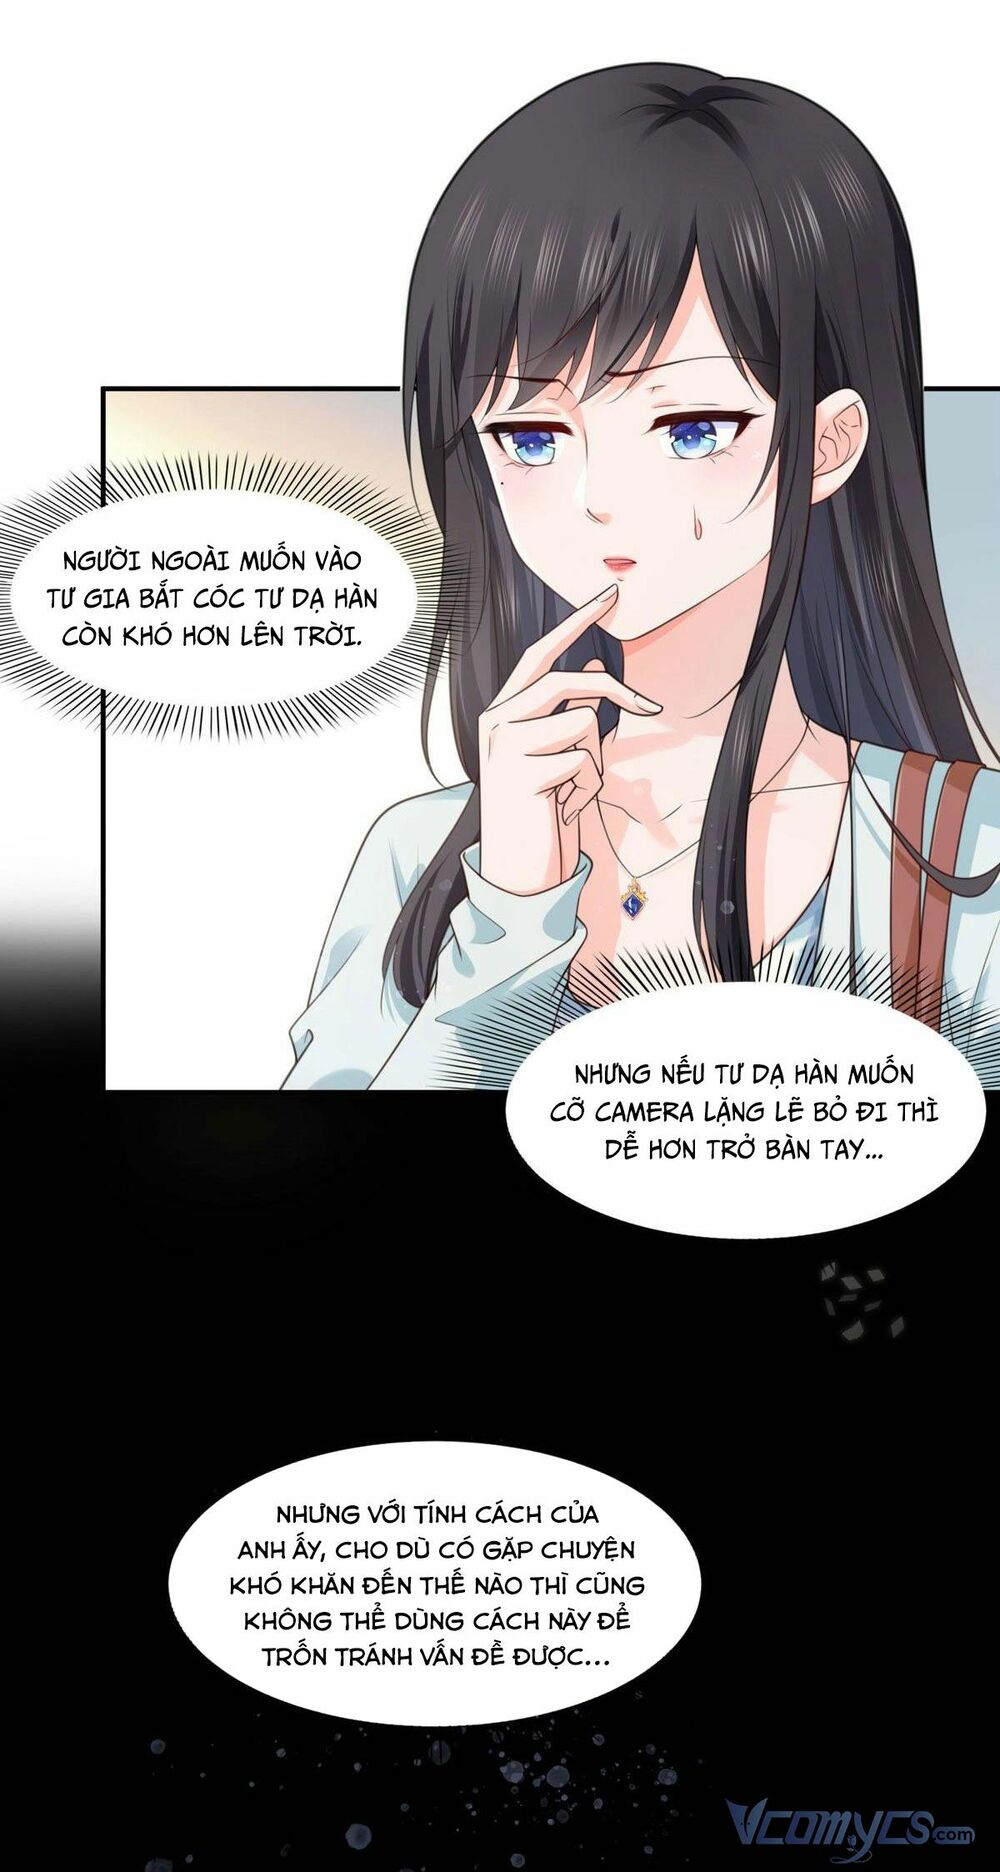 NGƯỜI NGOÀI MUỐN VÀO
TƯ GIA BẮT CÓC TƯ DẠ HÀN
CÒN KHÓ HƠN LÊN TRỜI.
NHƯNG NẾU TƯ DẠ HÀN MUỐN
CỠ CAMERA LẶNG LẼ BỎ ĐI THÌ
DỄ HƠN TRỞ BÀN TAY...
NHƯNG VỚI TÍNH CÁCH CỦA
ANH ẤY, CHO DÙ CÓ GẶP CHUYỆN
KHÓ KHĂN ĐẾN THẾ NÀO THÌ CŨNG
KHÔNG THỂ DÙNG CÁCH NÀY ĐỂ
TRỐN TRÁNH VẤN ĐỀ ĐƯỢC...
VCOMYCS.com